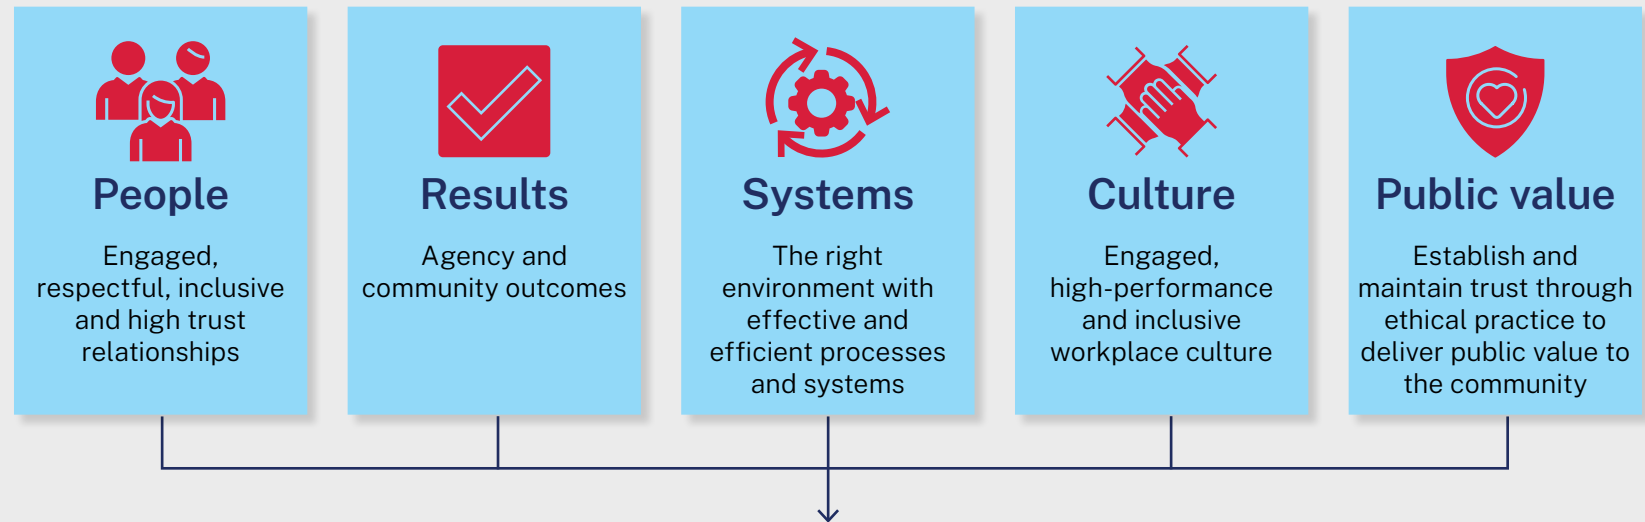 People
Engaged,
respectful, inclusive
and high trust
relationships
Results
Agency and
community outcomes
Systems
The right
environment with
effective and
efficient processes
and systems
Culture
Engaged,
high-performance
and inclusive
workplace culture
Public value
Establish and
maintain trust through
ethical practice to
deliver public value to
the community